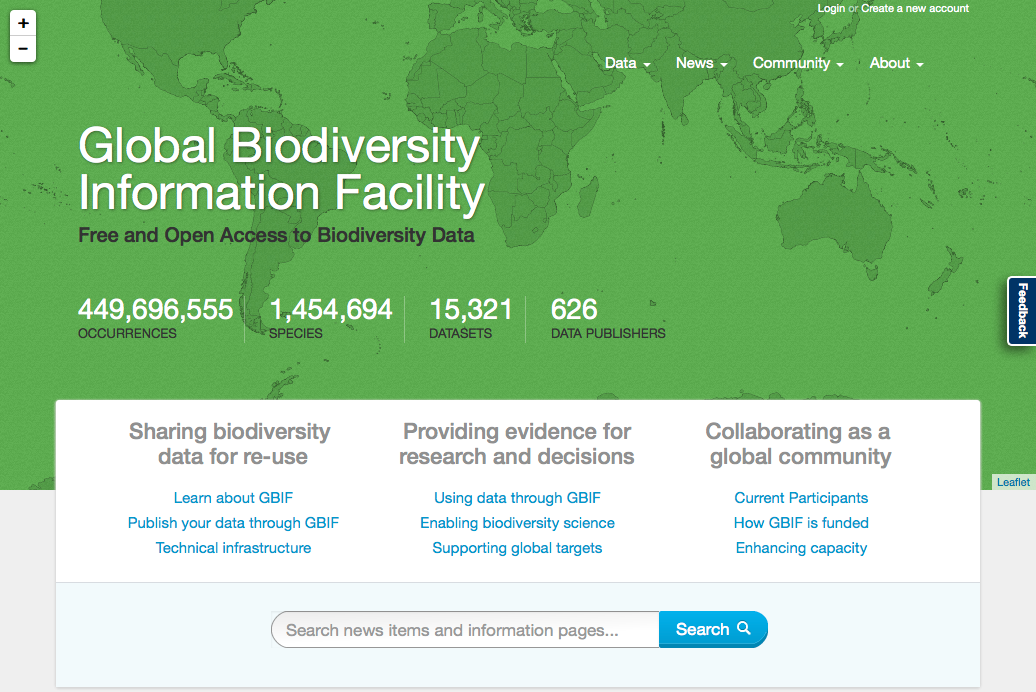 +
−
Login or Create a new account
Data News Community About
Global Biodiversity
Information Facility
Free and Open Access to Biodiversity Data
449,696,555 1,454,694 15,321 626
OCCURRENCES SPECIES DATASETS DATA PUBLISHERS
Feedback
Sharing biodiversity
data for re-use
Learn about GBIF
Publish your data through GBIF
Technical infrastructure
Providing evidence for
research and decisions
Using data through GBIF
Enabling biodiversity science
Supporting global targets
Collaborating as a
global community
Current Participants
How GBIF is funded
Enhancing capacity
Leaflet
Search news items and information pages... Search